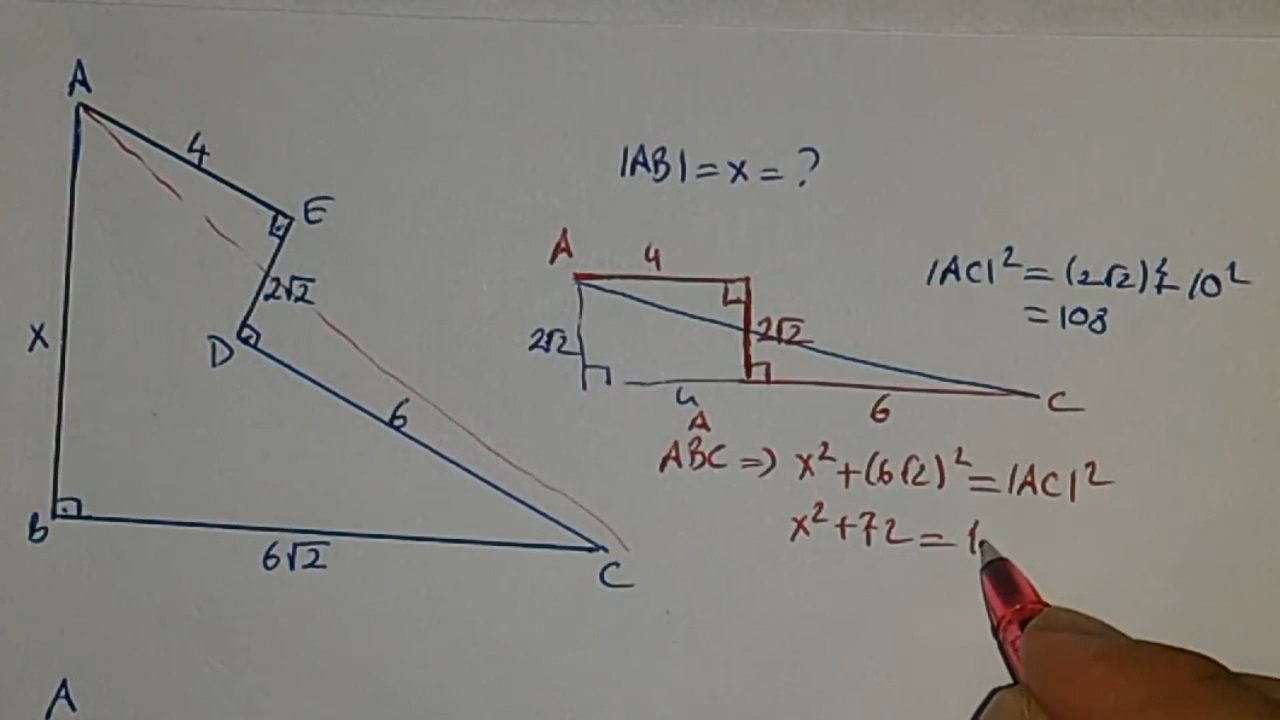 A
4
E
2√2
D
x
6
B
6√2
C
|AB| = x = ?
A
4
2√2
2√2
4
6
C
|AC|² = (2√2)² + 10²
= 108
ABC ⇒ x² + (6√2)² = |AC|²
x² + 72 = 1
A